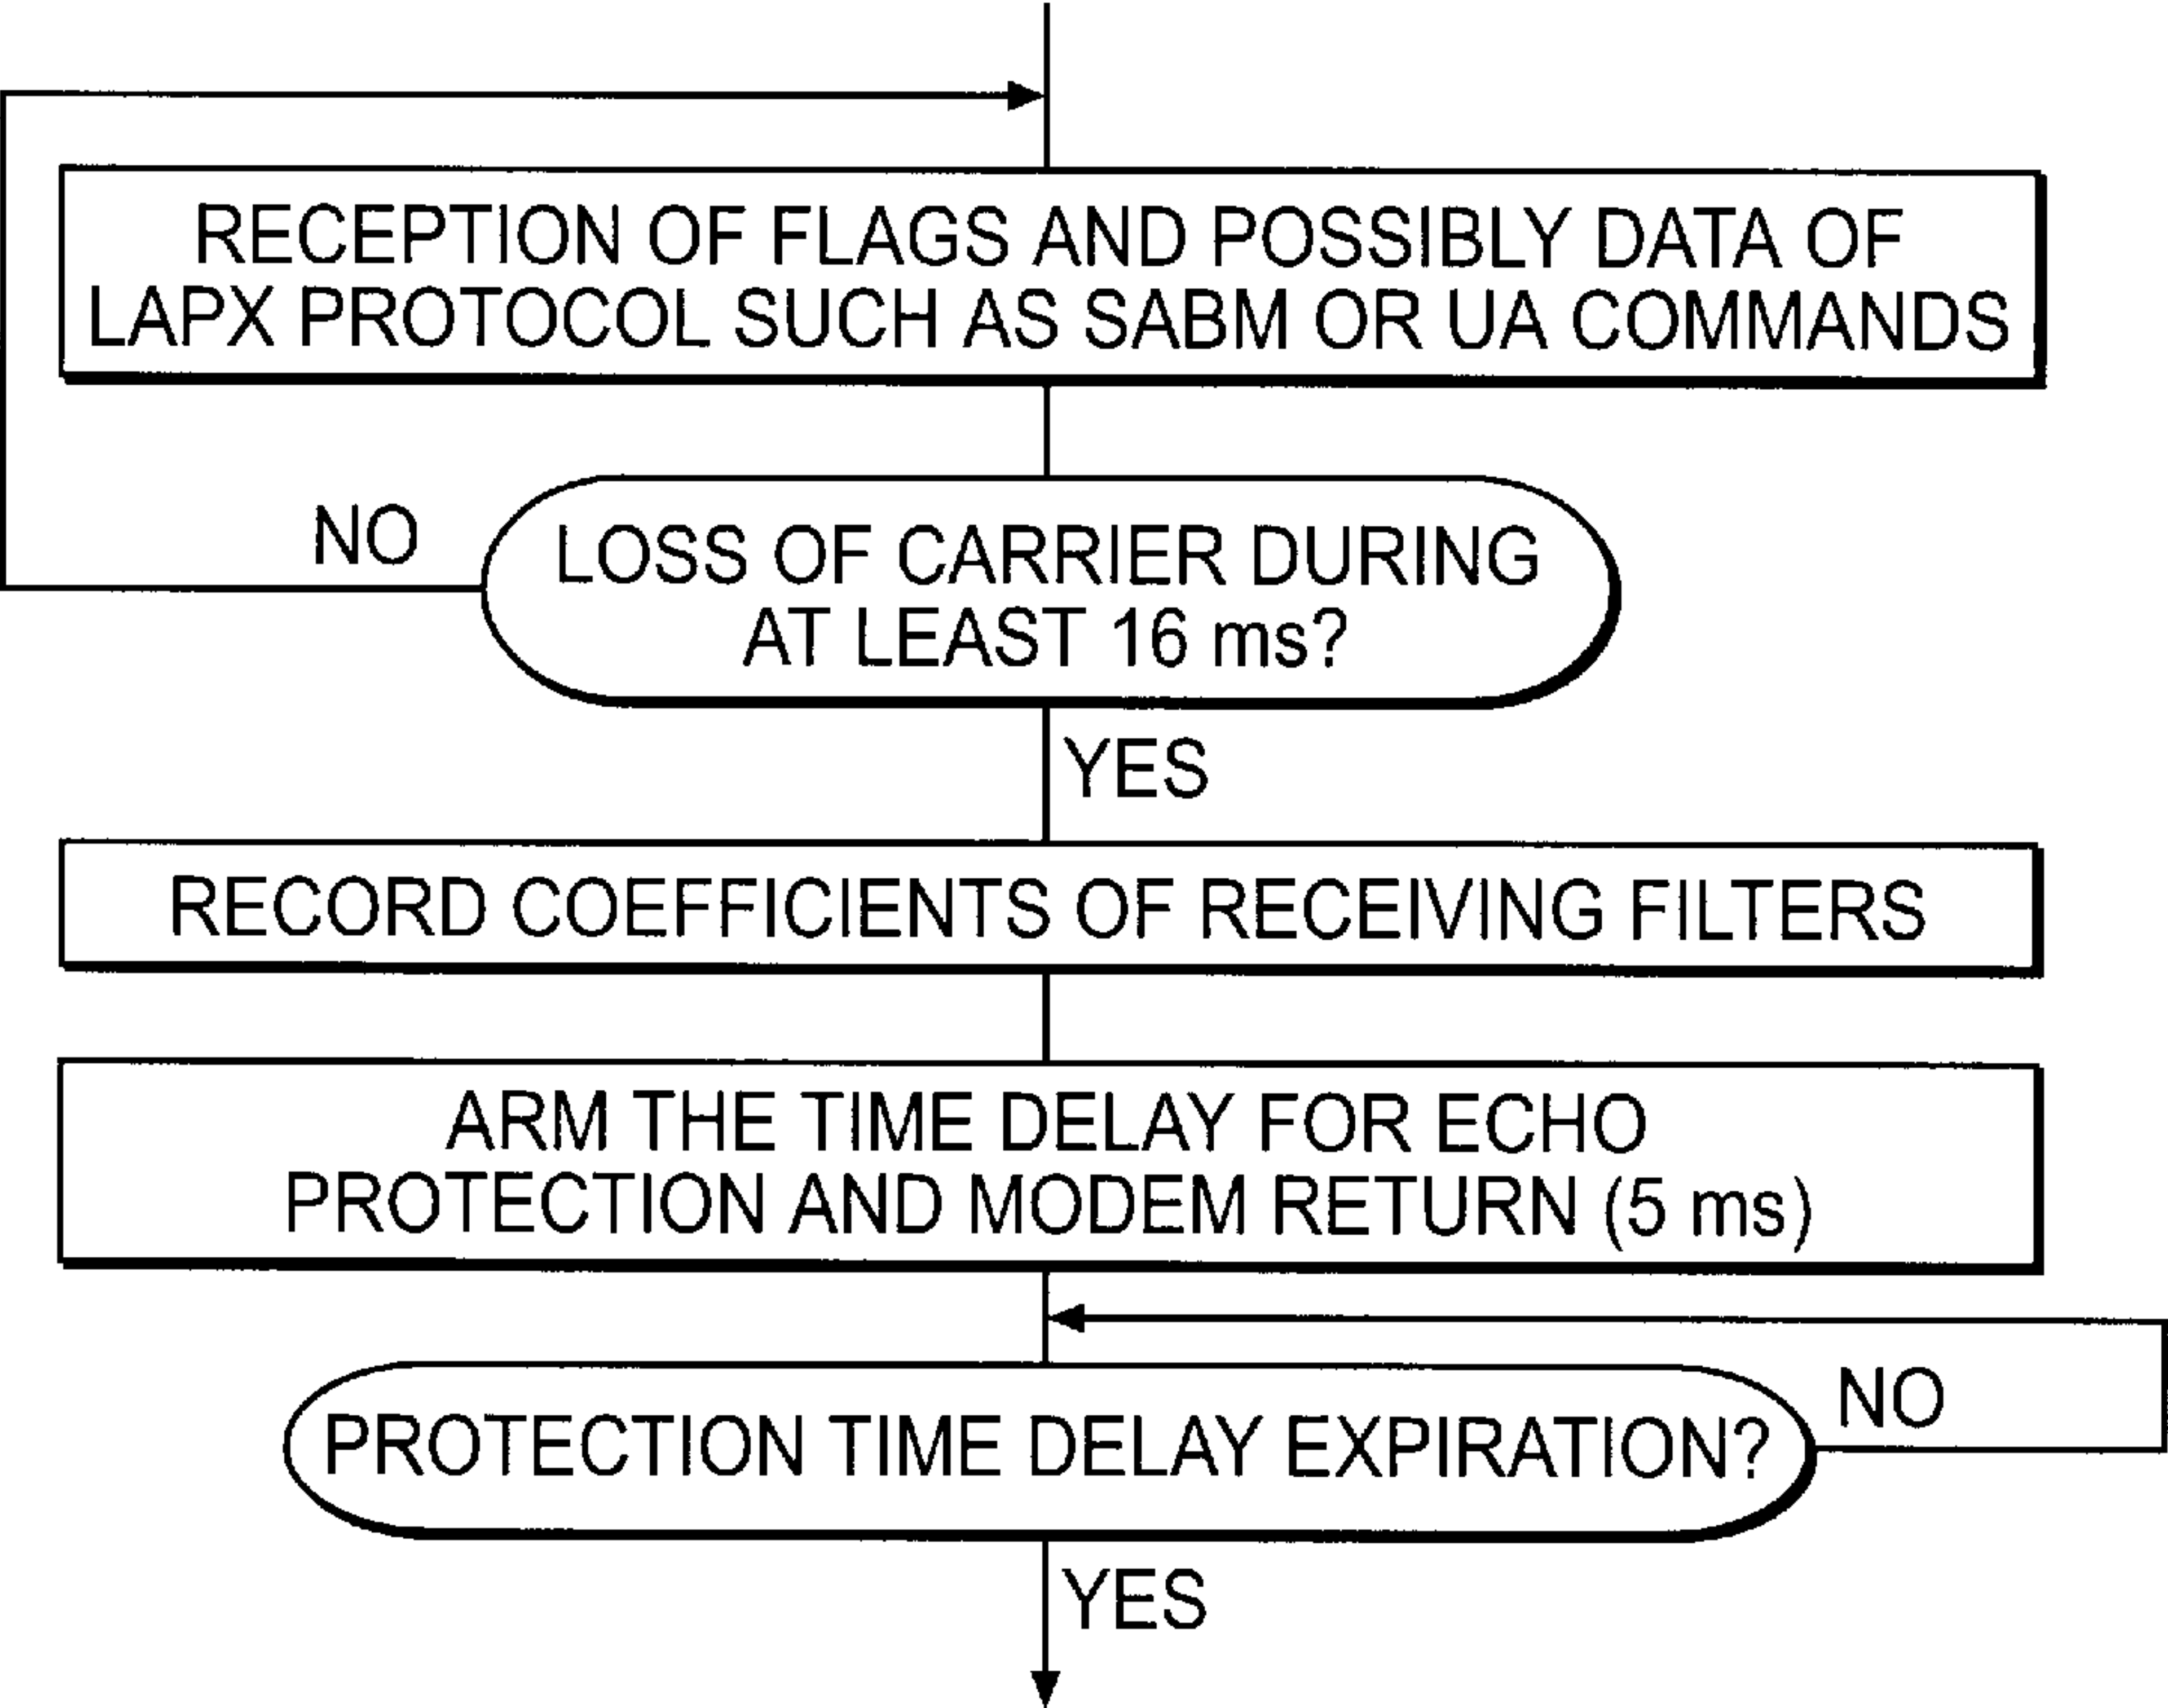 RECEPTION OF FLAGS AND POSSIBLY DATA OF
LAPX PROTOCOL SUCH AS SABM OR UA COMMANDS
NO
LOSS OF CARRIER DURING
AT LEAST 16 ms?
YES
RECORD COEFFICIENTS OF RECEIVING FILTERS
ARM THE TIME DELAY FOR ECHO
PROTECTION AND MODEM RETURN (5 ms)
NO
PROTECTION TIME DELAY EXPIRATION?
YES